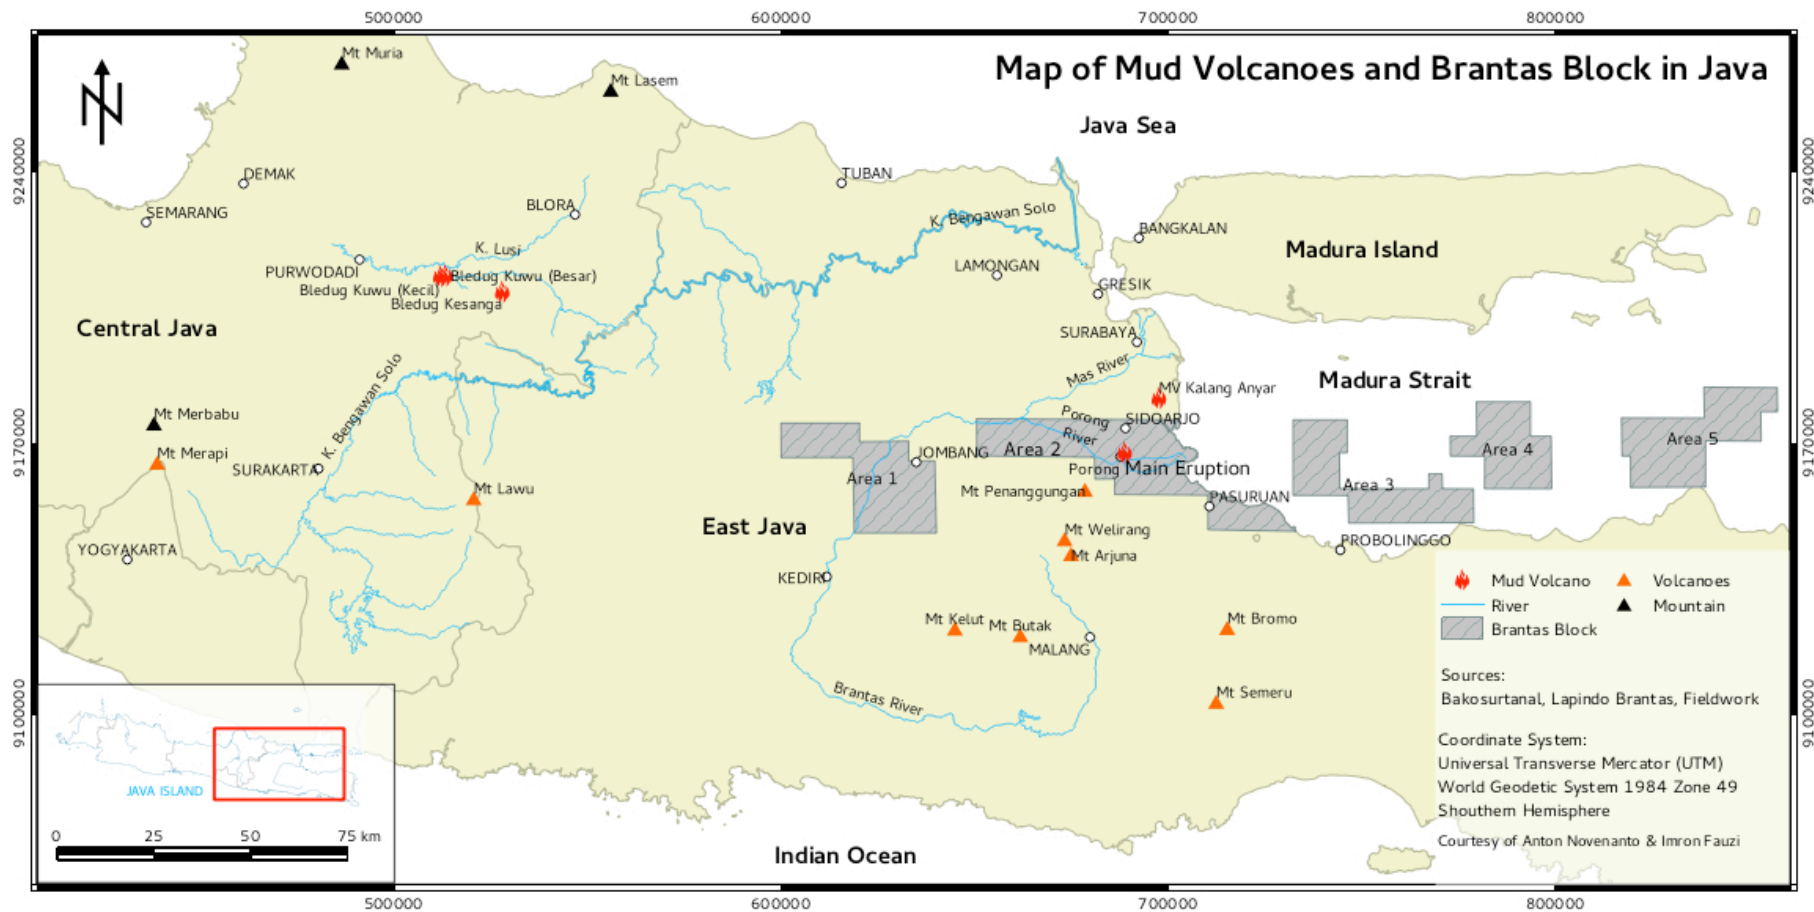 500000
600000
700000
800000
Map of Mud Volcanoes and Brantas Block in Java
Mt Muria
Mt Lasem
Java Sea
9240000
9240000
DEMAK
TUBAN
SEMARANG
BLORA
K. Bengawan Solo
BANGKALAN
K. Lusi
Madura Island
PURWODADI
LAMONGAN
Bledug Kuwu (Besar)
Bledug Kuwu (Kecil)
GRESIK
Bledug Kesanga
Central Java
SURABAYA
K. Bengawan Solo
Mas River
Madura Strait
MV Kalang Anyar
Mt Merbabu
Porong
River
SIDOARJO
9170000
9170000
Mt Merapi
SURAKARTA
JOMBANG
Area 2
Area 4
Area 5
Porong
Main Eruption
Area 1
Area 3
Mt Lawu
Mt Penanggungan
PASURUAN
East Java
Mt Welirang
PROBOLINGGO
YOGYAKARTA
Mt Arjuna
KEDIRI
Mud Volcano
Volcanoes
River
Mountain
Brantas Block
Mt Kelut
Mt Butak
Mt Bromo
MALANG
Mt Semeru
Brantas River
9100000
9100000
Sources:
Bakosurtanal, Lapindo Brantas, Fieldwork
Coordinate System:
Universal Transverse Mercator (UTM)
World Geodetic System 1984 Zone 49
Shouthern Hemisphere
Courtesy of Anton Novenanto & Imron Fauzi
JAVA ISLAND
0
25
50
75 km
Indian Ocean
500000
600000
700000
800000